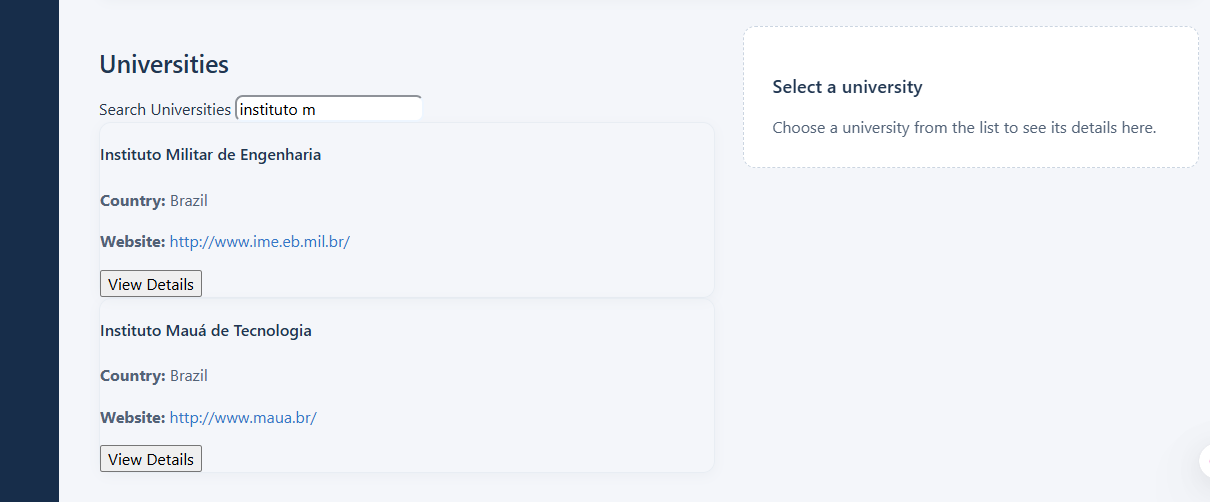 Universities
Search Universities instituto m
Instituto Militar de Engenharia
Country: Brazil
Website: http://www.ime.eb.mil.br/
View Details
Instituto Mauá de Tecnologia
Country: Brazil
Website: http://www.maua.br/
View Details
Select a university
Choose a university from the list to see its details here.